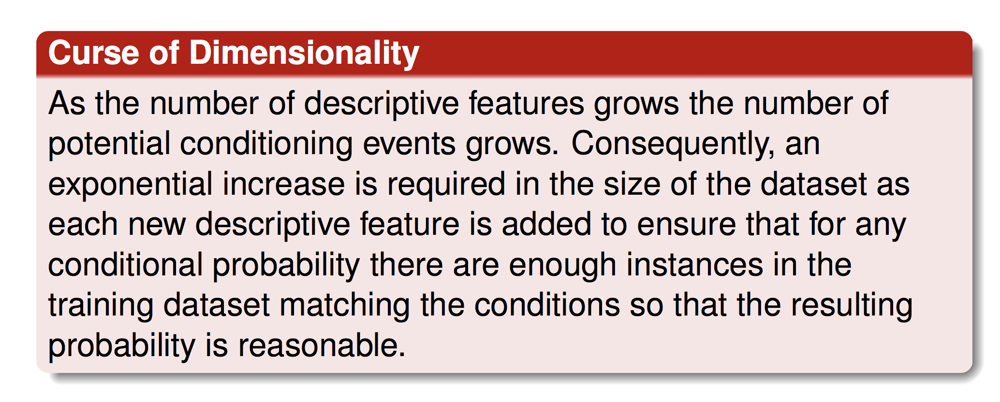 Curse of Dimensionality
As the number of descriptive features grows the number of
potential conditioning events grows. Consequently, an
exponential increase is required in the size of the dataset as
each new descriptive feature is added to ensure that for any
conditional probability there are enough instances in the
training dataset matching the conditions so that the resulting
probability is reasonable.